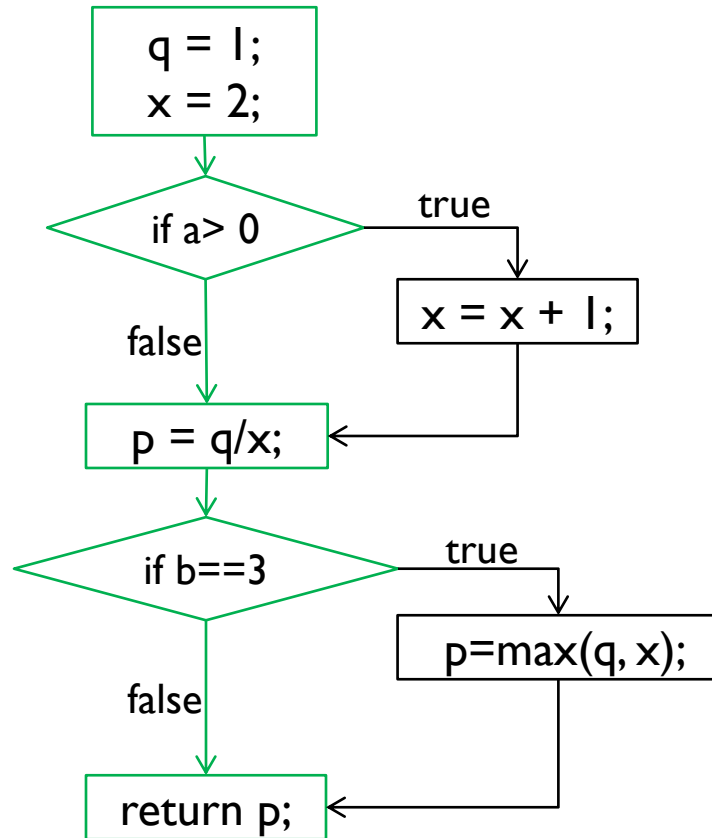 q = 1;
x = 2;
if a> 0
true
x = x + 1;
false
p = q/x;
if b==3
true
p=max(q, x);
false
return p;